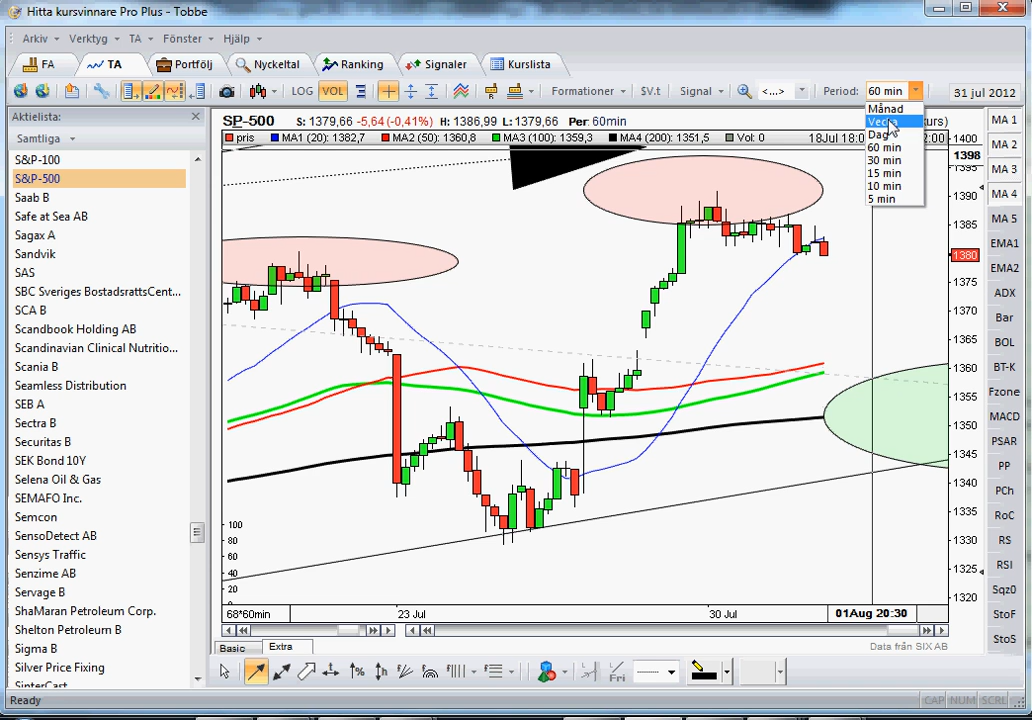 Hitta kursvinnare Pro Plus - Tobbe
Arkiv Verktyg TA Fönster Hjälp
FA TA Portfölj Nyckeltal Ranking Signaler Kurslista
LOG VOL Formationer $V.t Signal <...> Period: 60 min 31 jul 2012
Aktielista:
Samtliga
S&P-100
S&P-500
Saab B
Safe at Sea AB
Sagax A
Sandvik
SAS
SBC Sveriges BostadsrattsCent...
SCA B
Scandbook Holding AB
Scandinavian Clinical Nutritio...
Scania B
Seamless Distribution
SEB A
Sectra B
Securitas B
SEK Bond 10Y
Selena Oil & Gas
SEMAFO Inc.
Semcon
SensoDetect AB
Sensys Traffic
Senzime AB
Servage B
ShaMaran Petroleum Corp.
Shelton Petroleum B
Sigma B
Silver Price Fixing
SinterCast
SP-500 S: 1379,66 -5,64 (-0,41%) H: 1386,99 L: 1379,66 Per: 60min
pris MA1 (20): 1382,7 MA2 (50): 1360,8 MA3 (100): 1359,3 MA4 (200): 1351,5 Vol: 0 18Jul 18:0
Månad
Dag
60 min
30 min
15 min
10 min
5 min
kurs)
1400
1398
1395
1390
1385
1380
1375
1370
1365
1360
1355
1350
1345
1340
1335
1330
1325
1320
100
80
60
40
20
0
68*60min 23 Jul 30 Jul 01Aug 20:30
MA 1
MA 2
MA 3
MA 4
MA 5
EMA1
EMA2
ADX
Bar
BOL
BT-K
Fzone
MACD
PSAR
PP
PCh
RoC
RS
RSI
Sqz0
StoF
StoS
Basic Extra
Data från SIX AB
Fri
Ready
CAP NUM SCRL